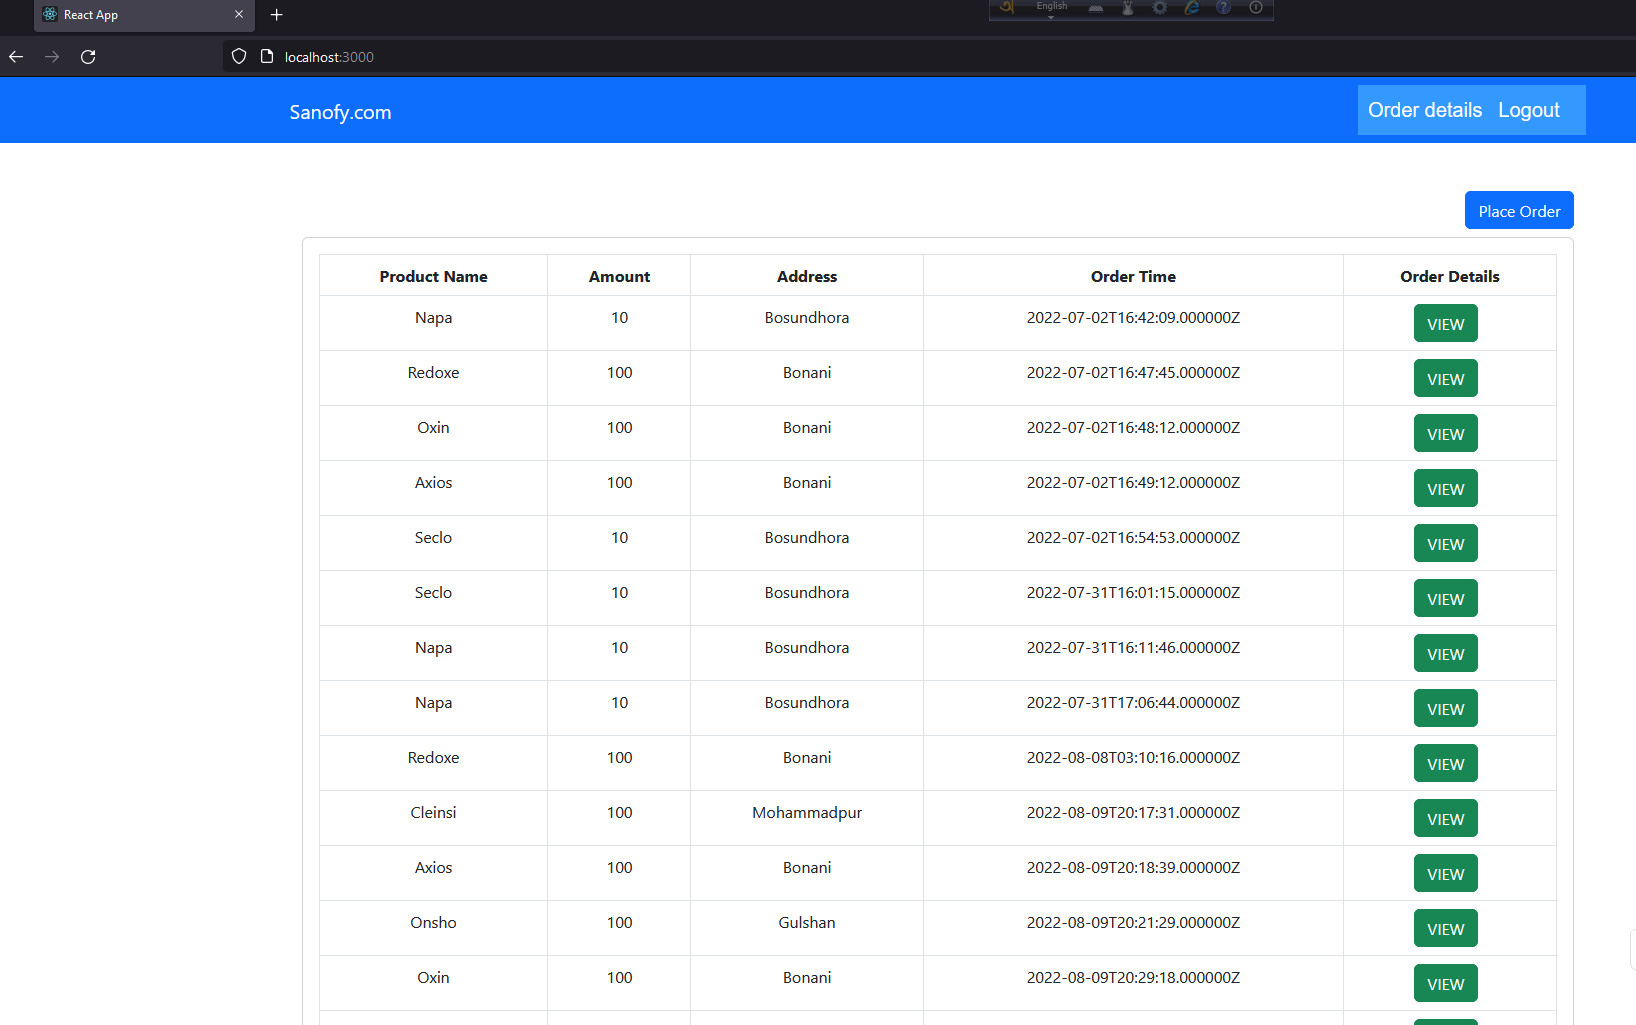 React App
English
localhost:3000
Sanofy.com
Order details Logout
Place Order
Product Name Amount Address Order Time Order Details
Napa 10 Bosundhora 2022-07-02T16:42:09.000000Z VIEW
Redoxe 100 Bonani 2022-07-02T16:47:45.000000Z VIEW
Oxin 100 Bonani 2022-07-02T16:48:12.000000Z VIEW
Axios 100 Bonani 2022-07-02T16:49:12.000000Z VIEW
Seclo 10 Bosundhora 2022-07-02T16:54:53.000000Z VIEW
Seclo 10 Bosundhora 2022-07-31T16:01:15.000000Z VIEW
Napa 10 Bosundhora 2022-07-31T16:11:46.000000Z VIEW
Napa 10 Bosundhora 2022-07-31T17:06:44.000000Z VIEW
Redoxe 100 Bonani 2022-08-08T03:10:16.000000Z VIEW
Cleinsi 100 Mohammadpur 2022-08-09T20:17:31.000000Z VIEW
Axios 100 Bonani 2022-08-09T20:18:39.000000Z VIEW
Onsho 100 Gulshan 2022-08-09T20:21:29.000000Z VIEW
Oxin 100 Bonani 2022-08-09T20:29:18.000000Z VIEW